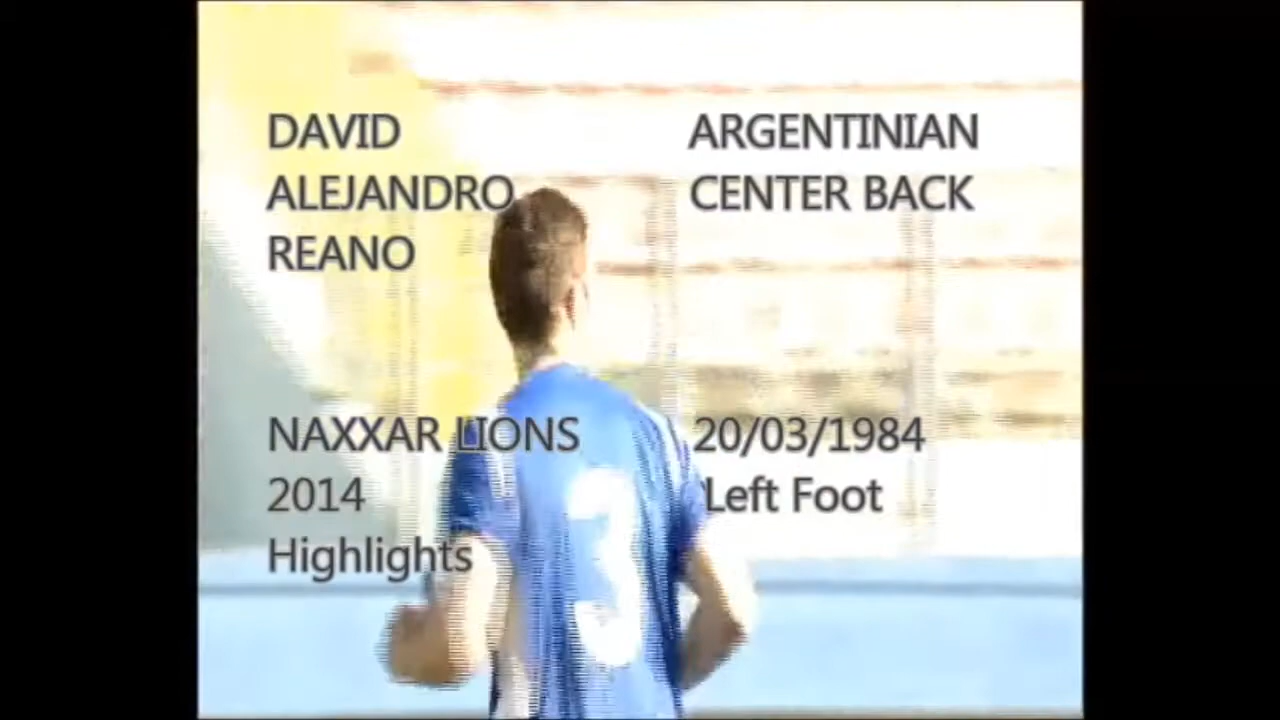 DAVID
ALEJANDRO
REANO
ARGENTINIAN
CENTER BACK
NAXXAR LIONS
2014
Highlights
20/03/1984
Left Foot
3